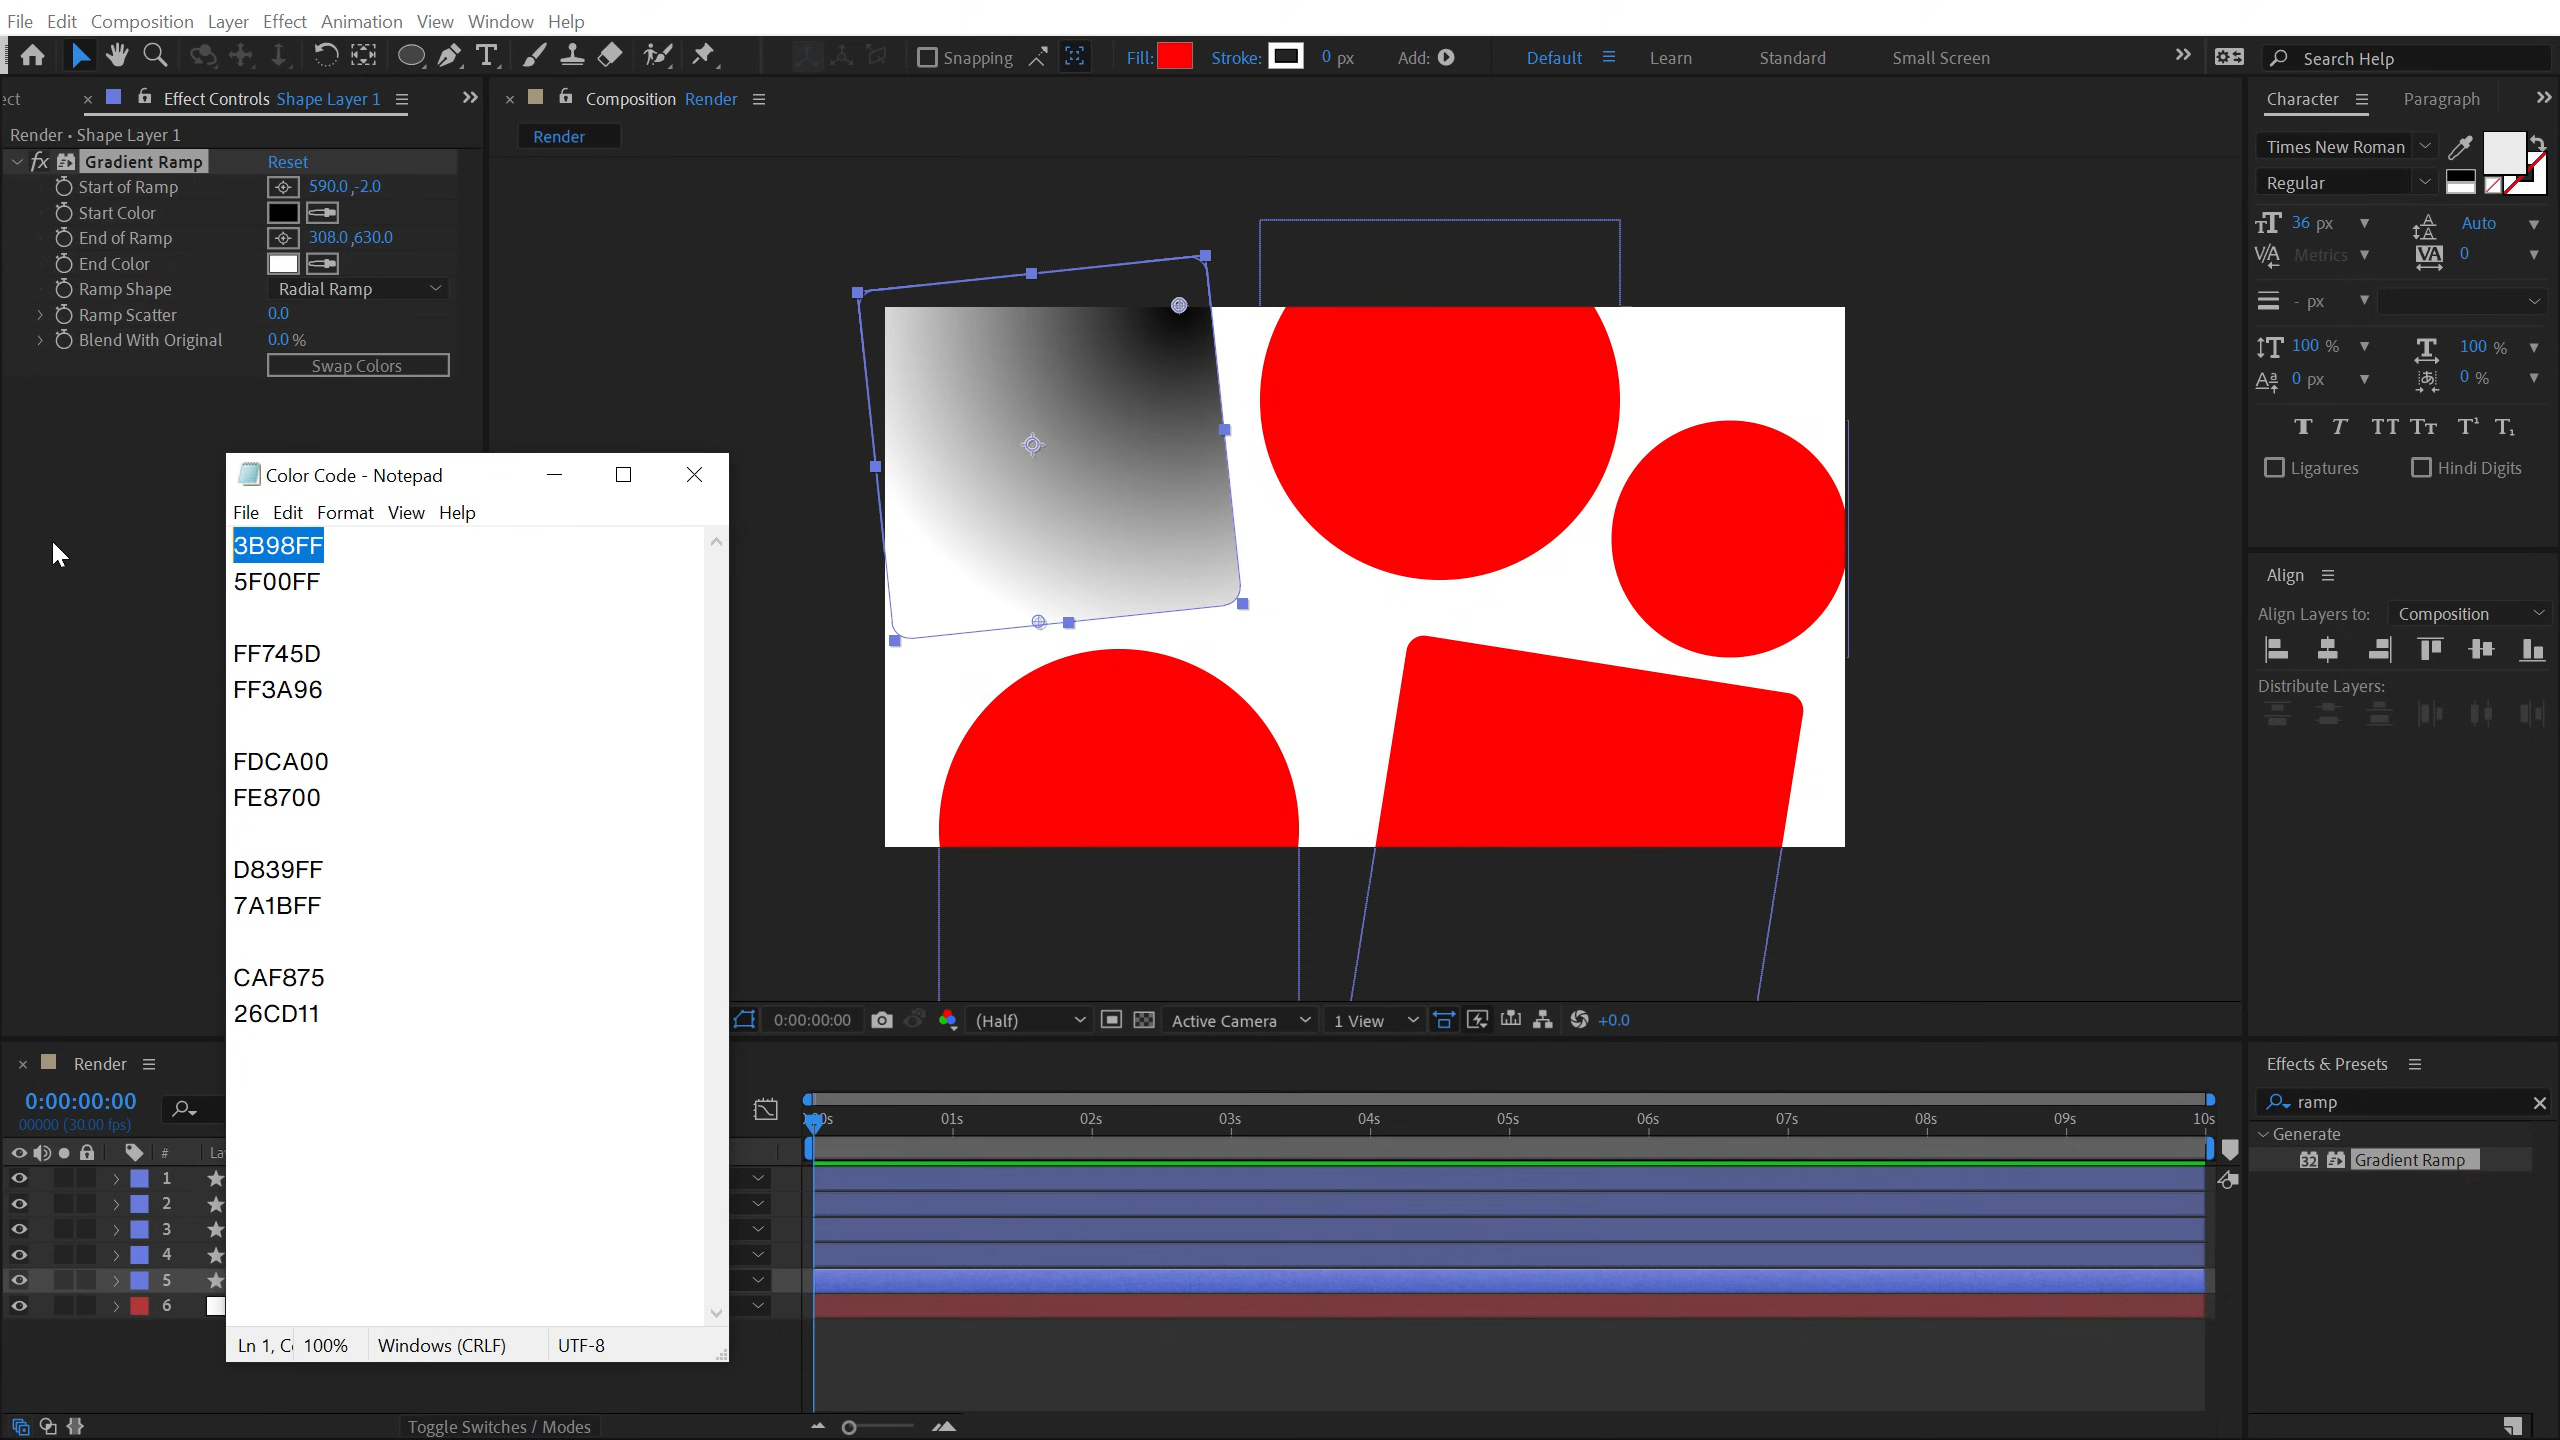 File Edit Composition Layer Effect Animation View Window Help
Snapping Fill: Stroke: 0 px Add: Default Learn Standard Small Screen Search Help
ect Effect Controls Shape Layer 1
Composition Render
Character Paragraph
Render • Shape Layer 1
Render
fx Gradient Ramp Reset
Start of Ramp 590.0,-2.0
Start Color
End of Ramp 308.0,630.0
End Color
Ramp Shape Radial Ramp
Ramp Scatter 0.0
Blend With Original 0.0 %
Swap Colors
Times New Roman
Regular
36 px Auto
Metrics 0
- px
100 % 100 %
0 px 0 %
Ligatures Hindi Digits
Align
Align Layers to: Composition
Distribute Layers:
Color Code - Notepad
File Edit Format View Help
3B98FF
5F00FF
FF745D
FF3A96
FDCA00
FE8700
D839FF
7A1BFF
CAF875
26CD11
Ln 1, C 100% Windows (CRLF) UTF-8
0:00:00:00 (Half) Active Camera 1 View +0.0
Render
0:00:00:00
00000 (30.00 fps)
# La
1
2
3
4
5
6
00s 01s 02s 03s 04s 05s 06s 07s 08s 09s 10s
Toggle Switches / Modes
Effects & Presets
ramp
Generate
32 Gradient Ramp